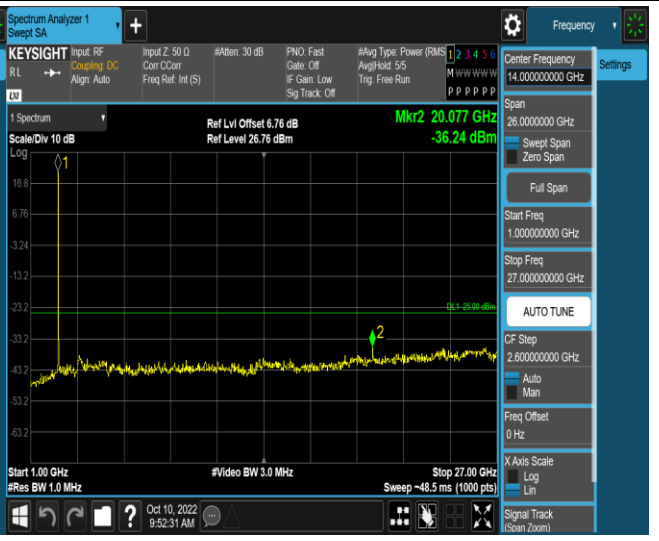 Spectrum Analyzer 1
Swept SA
Frequency
KEYSIGHT
Input: RF
Input Z: 50 Ω
#Atten: 30 dB
PNO: Fast
#Avg Type: Power (RMS
1 2 3 4 5 6
R L
Coupling: DC
Corr CCorr
Gate: Off
Avg|Hold: 5/5
M W W W W W
Align: Auto
Freq Ref: Int (S)
IF Gain: Low
Trig: Free Run
Sig Track: Off
P P P P P P
LXI
1 Spectrum
Ref Lvl Offset 6.76 dB
Mkr2 20.077 GHz
Scale/Div 10 dB
Ref Level 26.76 dBm
-36.24 dBm
Log
1
16.8
6.76
-3.24
-13.2
-23.2
DL1 -25.00 dBm
-33.2
2
-43.2
-53.2
-63.2
Start 1.00 GHz
#Video BW 3.0 MHz
Stop 27.00 GHz
#Res BW 1.0 MHz
Sweep ~48.5 ms (1000 pts)
Center Frequency
14.000000000 GHz
Settings
Span
26.0000000 GHz
Swept Span
Zero Span
Full Span
Start Freq
1.000000000 GHz
Stop Freq
27.000000000 GHz
AUTO TUNE
CF Step
2.600000000 GHz
Auto
Man
Freq Offset
0 Hz
X Axis Scale
Log
Lin
Signal Track
(Span Zoom)
?
Oct 10, 2022
9:52:31 AM